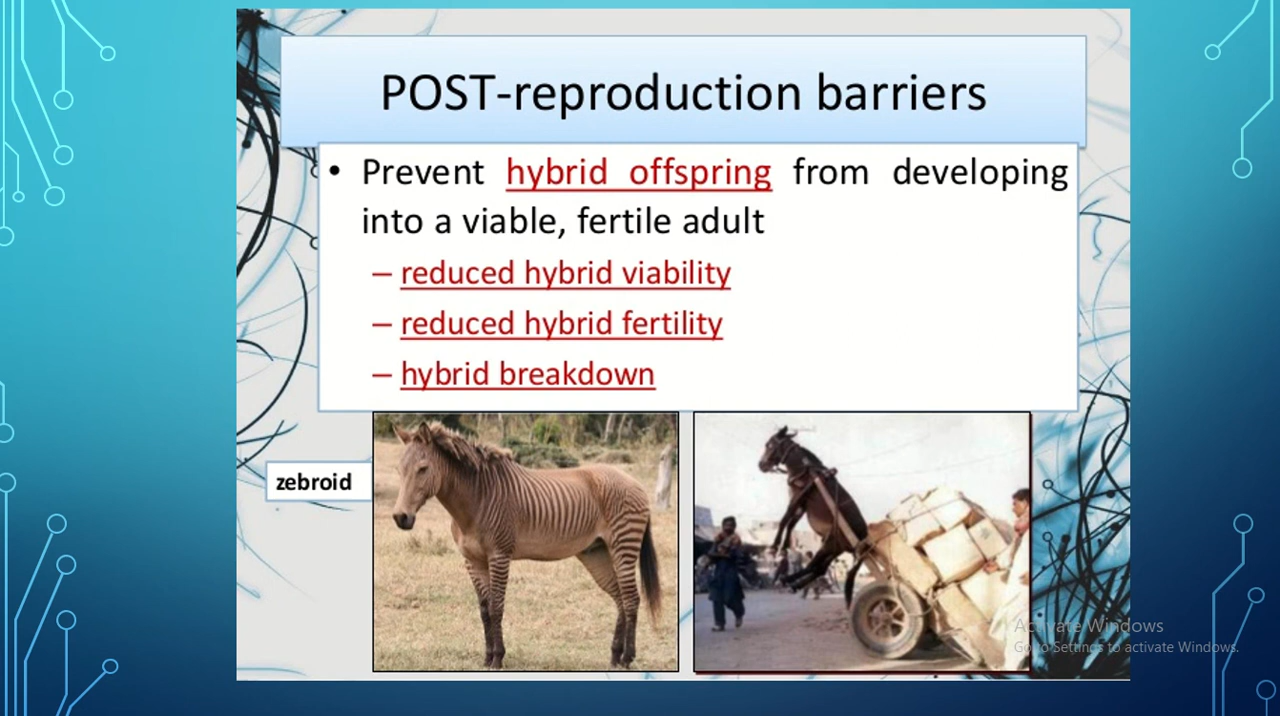 POST-reproduction barriers
• Prevent hybrid offspring from developing
into a viable, fertile adult
– reduced hybrid viability
– reduced hybrid fertility
– hybrid breakdown
zebroid
Activate Windows
Go to Settings to activate Windows.